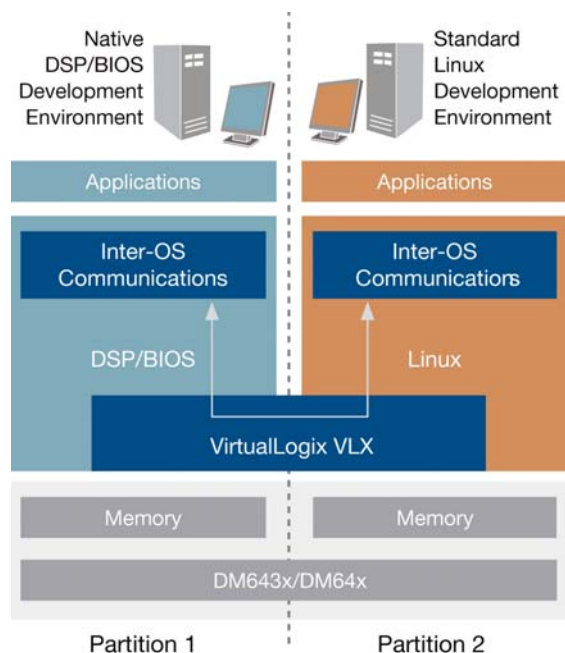 Native
DSP/BIOS
Development
Environment
Standard
Linux
Development
Environment
Applications
Applications
Inter-OS
Communications
Inter-OS
Communications
DSP/BIOS
Linux
VirtualLogix VLX
Memory
Memory
DM643x/DM64x
Partition 1
Partition 2